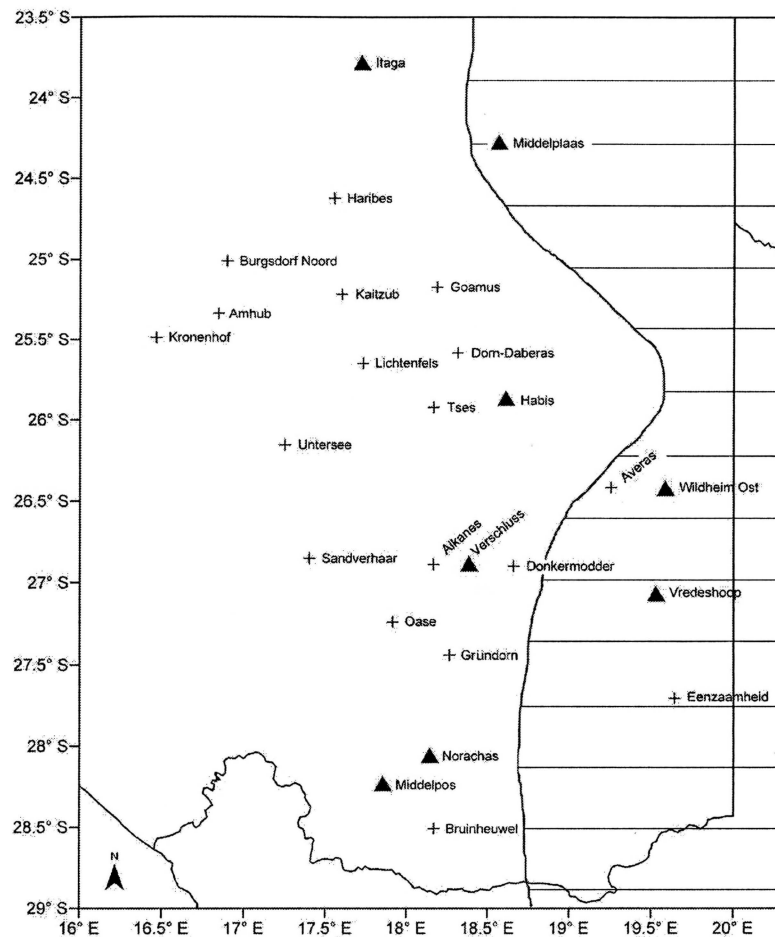 23.5° S
Itaga
24° S
Middelplaas
24.5° S
Haribes
25° S
Burgsdorf Noord
Kaitzub
Goamus
Amhub
25.5° S
Kronenhof
Lichtenfels
Dom-Daberas
Habis
Tses
26° S
Untersee
Averas
26.5° S
Wildheim Ost
Alkanes
Verschluss
Sandverhaar
Donkermodder
27° S
Vredeshoop
Oase
Gründorn
27.5° S
Eenzaamheid
28° S
Norachas
Middelpos
28.5° S
Bruinheuwel
N
29° S
16° E 16.5° E 17° E 17.5° E 18° E 18.5° E 19° E 19.5° E 20° E